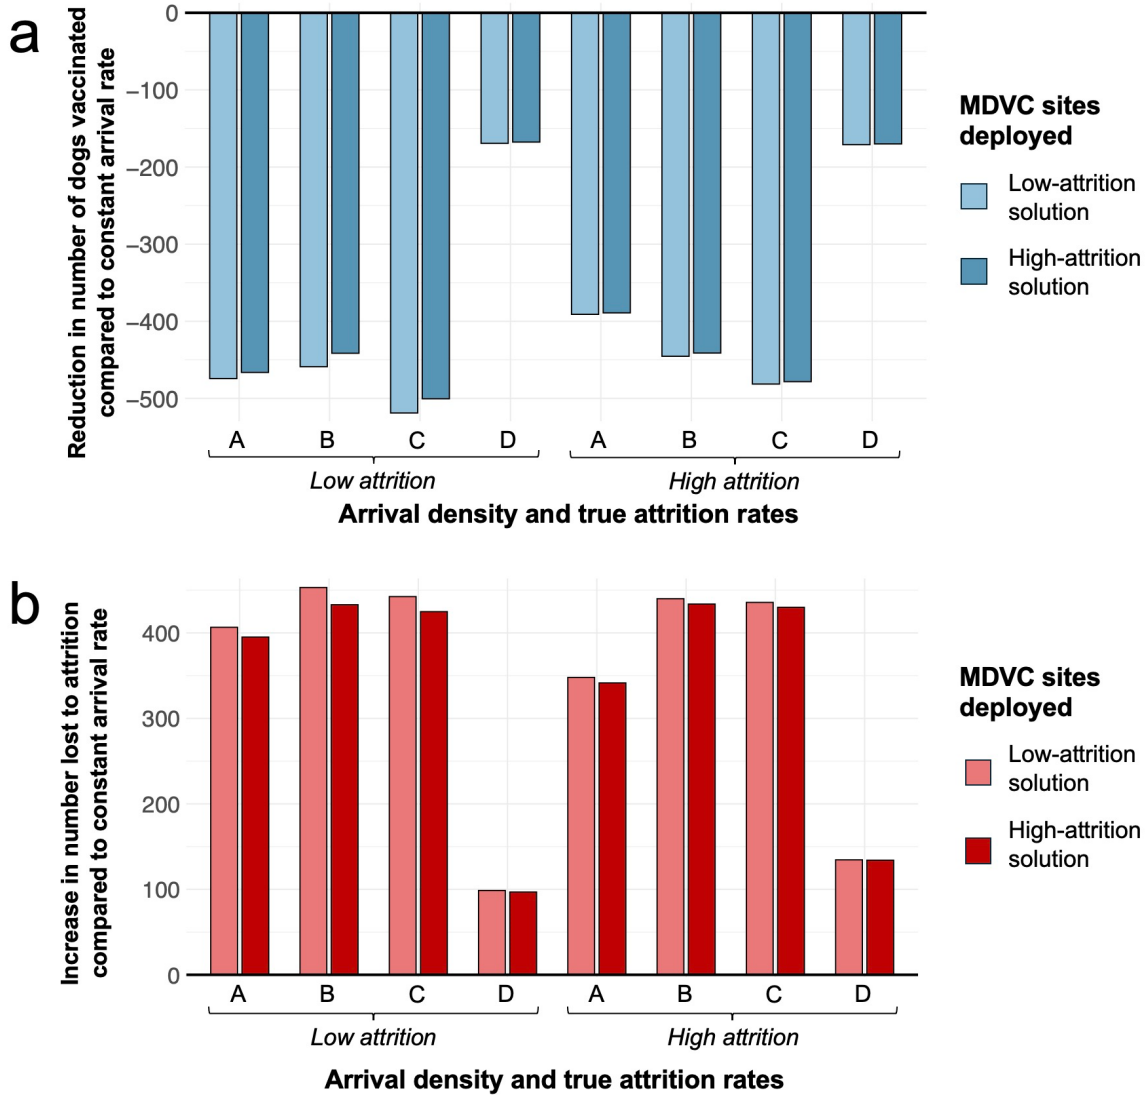 a
Reduction in number of dogs vaccinated
compared to constant arrival rate
0
−100
−200
−300
−400
−500
A B C D A B C D
Low attrition High attrition
Arrival density and true attrition rates
MDVC sites
deployed
Low-attrition
solution
High-attrition
solution
b
Increase in number lost to attrition
compared to constant arrival rate
400
300
200
100
0
A B C D A B C D
Low attrition High attrition
Arrival density and true attrition rates
MDVC sites
deployed
Low-attrition
solution
High-attrition
solution